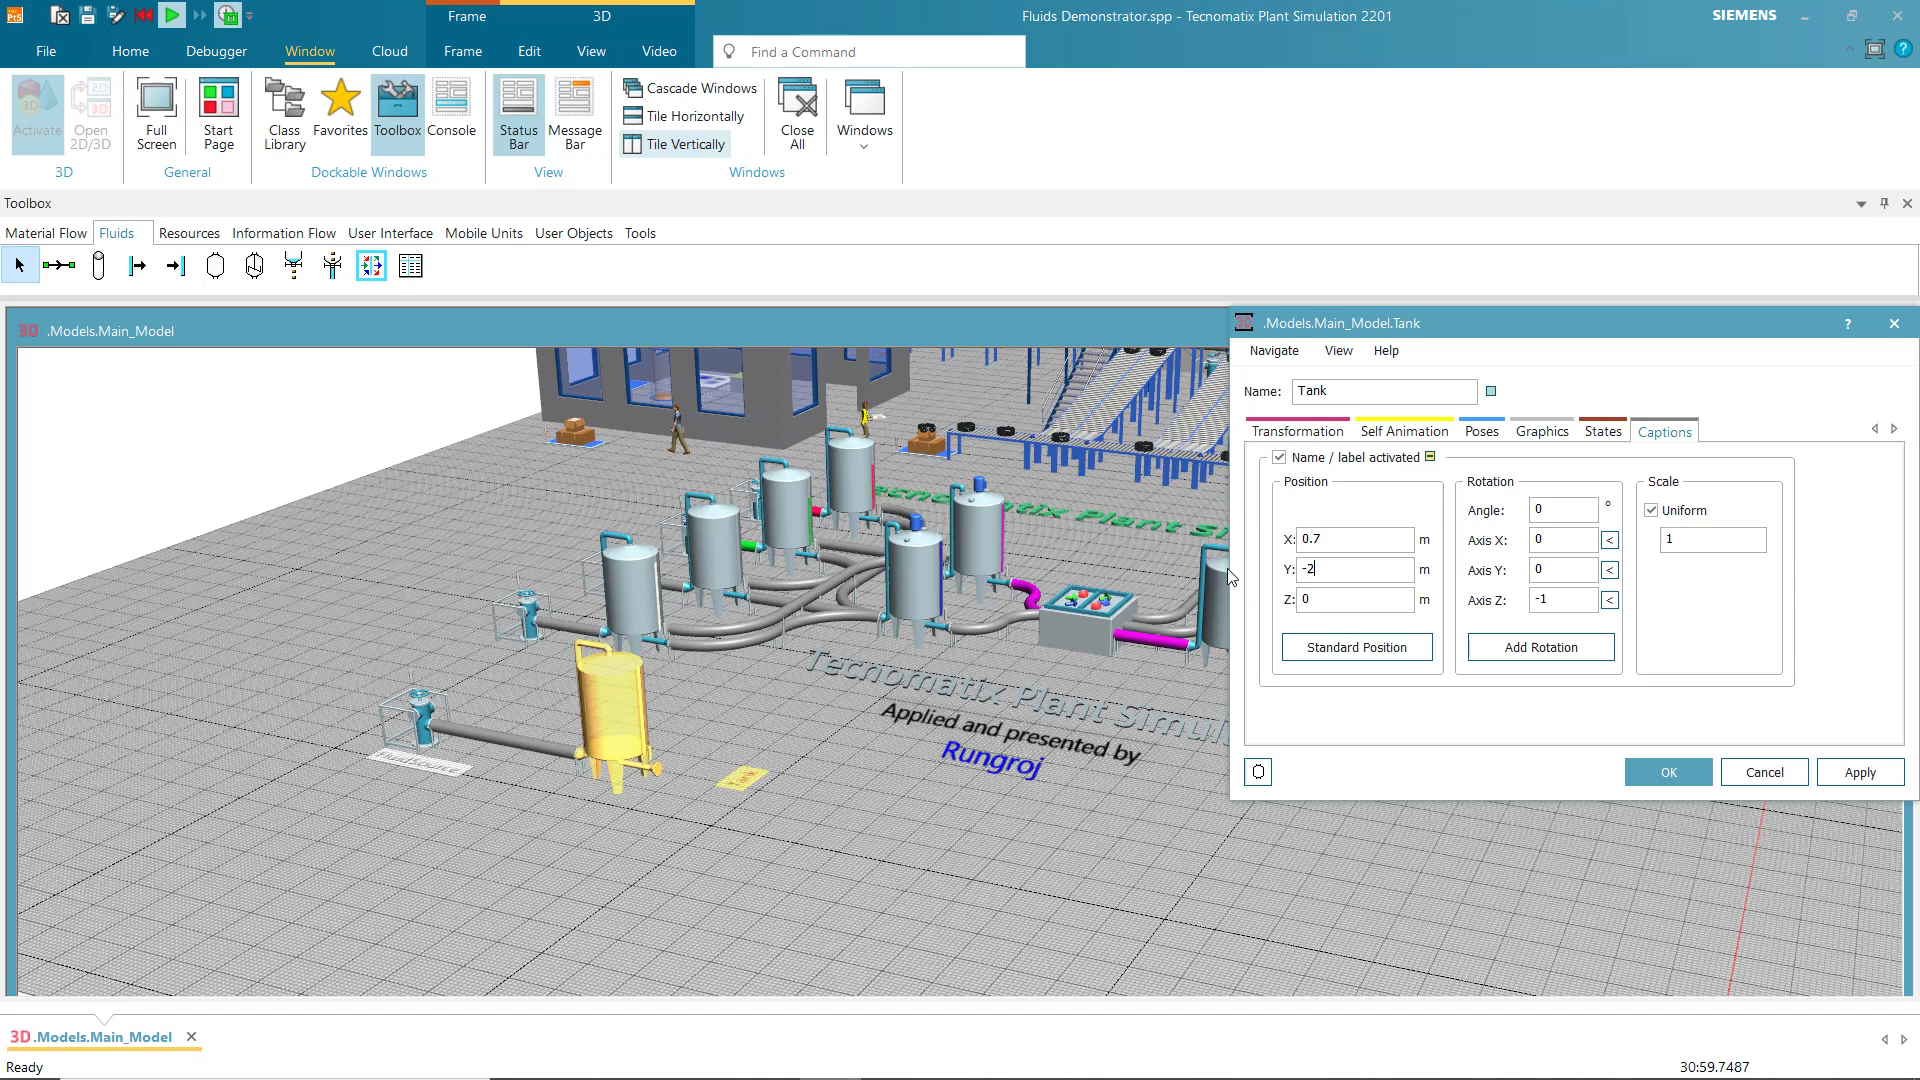 Frame
3D
Fluids Demonstrator.spp - Tecnomatix Plant Simulation 2201
SIEMENS
File
Home
Debugger
Window
Cloud
Frame
Edit
View
Video
Find a Command
Activate
Open 2D/3D
Full Screen
Start Page
Class Library
Favorites
Toolbox
Console
Status Bar
Message Bar
Cascade Windows
Tile Horizontally
Tile Vertically
Close All
Windows
3D
General
Dockable Windows
View
Windows
Toolbox
Material Flow
Fluids
Resources
Information Flow
User Interface
Mobile Units
User Objects
Tools
3D .Models.Main_Model
.Models.Main_Model.Tank
?
Navigate
View
Help
Name: Tank
Transformation
Self Animation
Poses
Graphics
States
Captions
Name / label activated
Position
X: 0.7 m
Y: -2 m
Z: 0 m
Standard Position
Rotation
Angle: 0 °
Axis X: 0 <
Axis Y: 0 <
Axis Z: -1 <
Add Rotation
Scale
Uniform
1
OK
Cancel
Apply
Tecnomatix Plant Si
Tecnomatix Plant Simul
Applied and presented by
Rungroj
FluidSource
Tank
3D .Models.Main_Model
Ready
30:59.7487